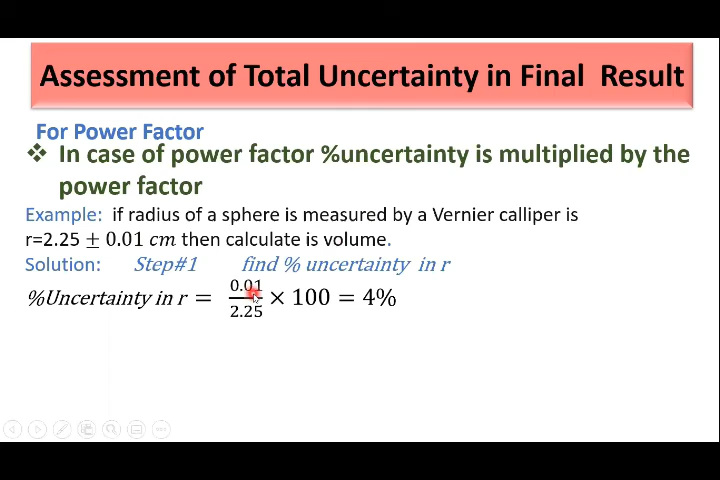 Assessment of Total Uncertainty in Final Result
For Power Factor
❖ In case of power factor %uncertainty is multiplied by the
power factor
Example: if radius of a sphere is measured by a Vernier calliper is
r=2.25 ± 0.01 cm then calculate is volume.
Solution: Step#1 find % uncertainty in r
%Uncertainty in r = 0.01/2.25 × 100 = 4%